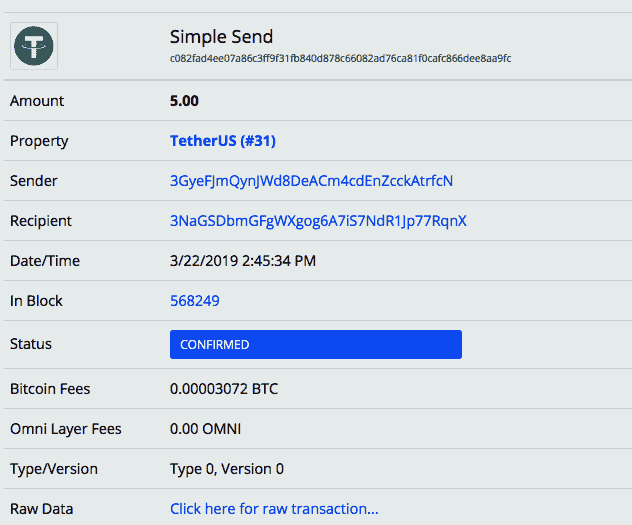 Simple Send
c082fad4ee07a86c3ff9f31fb840d878c66082ad76ca81f0cafc866dee8aa9fc
Amount 5.00
Property TetherUS (#31)
Sender 3GyeFJmQynJWd8DeACm4cdEnZcckAtrfcN
Recipient 3NaGSDbmGFgWXgog6A7iS7NdR1Jp77RqnX
Date/Time 3/22/2019 2:45:34 PM
In Block 568249
Status CONFIRMED
Bitcoin Fees 0.00003072 BTC
Omni Layer Fees 0.00 OMNI
Type/Version Type 0, Version 0
Raw Data Click here for raw transaction...